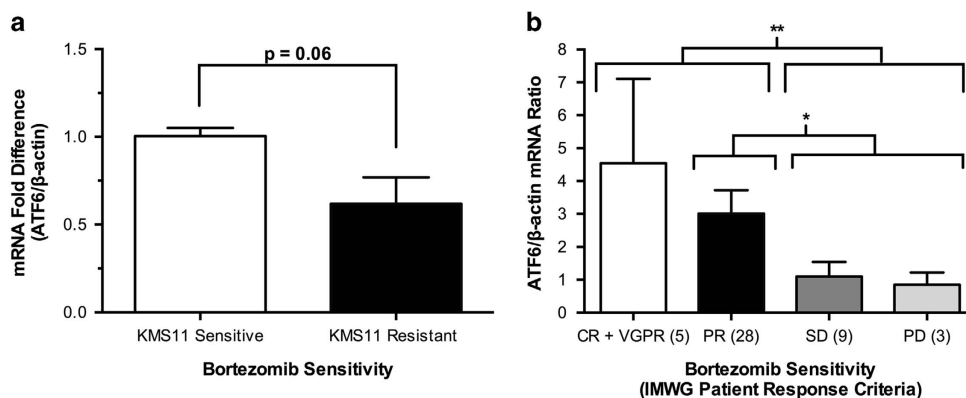 a
mRNA Fold Difference
(ATF6/β-actin)
1.5
1.0
0.5
0.0
p = 0.06
KMS11 Sensitive
KMS11 Resistant
Bortezomib Sensitivity
b
ATF6/β-actin mRNA Ratio
8
7
6
5
4
3
2
1
0
**
*
CR + VGPR (5)
PR (28)
SD (9)
PD (3)
Bortezomib Sensitivity
(IMWG Patient Response Criteria)